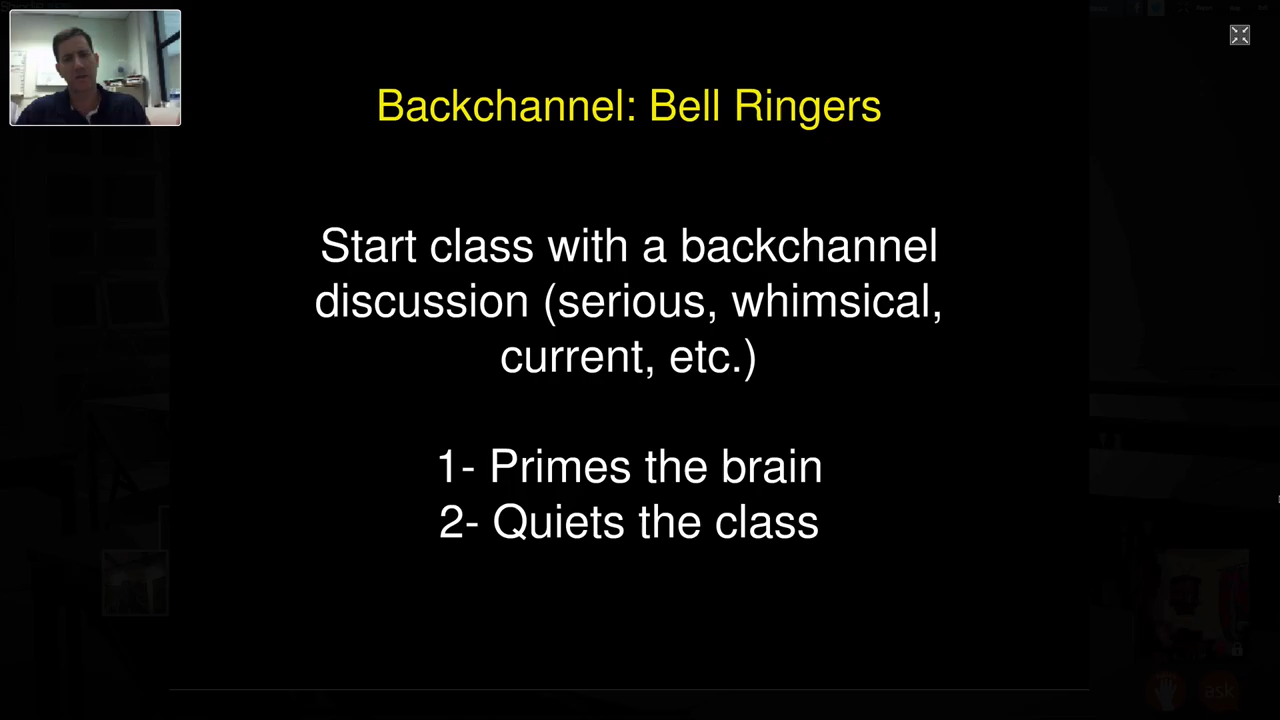 Backchannel: Bell Ringers
Start class with a backchannel
discussion (serious, whimsical,
current, etc.)
1- Primes the brain
2- Quiets the class
ask